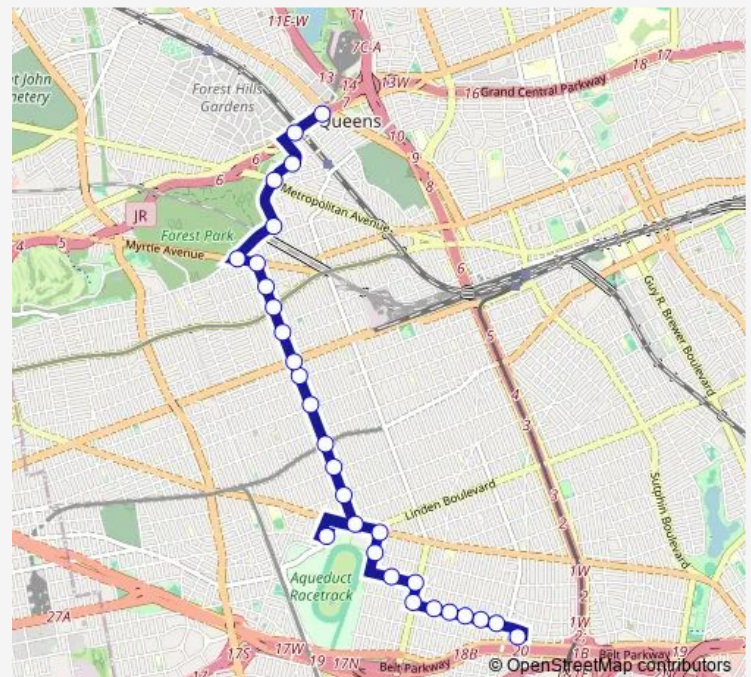 11E-W
11
7C-A
17
t John
netery
Forest Hills
Gardens
13
14
13W
18
16
Grand Central Parkway
7
Queens
10
6
9
6
8
Metropolitan Avenue
JR
Forest Park
4
5
Myrtle Avenue
6
Guy R. Brewer Boulevard
5
4
3
Linden Boulevard
3
2
Sutphin Boulevard
Aqueduct
Racetrack
1W
2
27A
1W
20
2
17S
17W
19
17N
18B
1B
Belt Parkway
19
Belt Parkway
© OpenStreetMap contributors